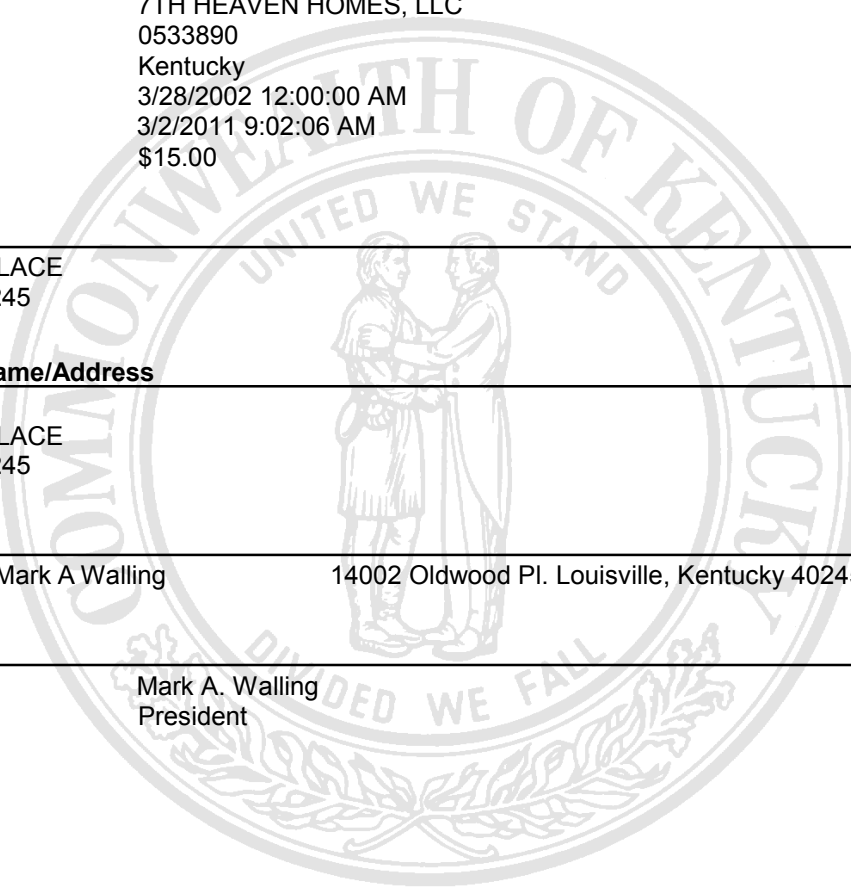 7TH HEAVEN HOMES, LLC
0533890
Kentucky
3/28/2002 12:00:00 AM
3/2/2011 9:02:06 AM
$15.00
COMMONWEALTH OF KENTUCKY
UNITED WE STAND
LACE
245
ame/Address
LACE
245
Mark A Walling 14002 Oldwood Pl. Louisville, Kentucky 4024
DIVIDED WE FALL
Mark A. Walling
President